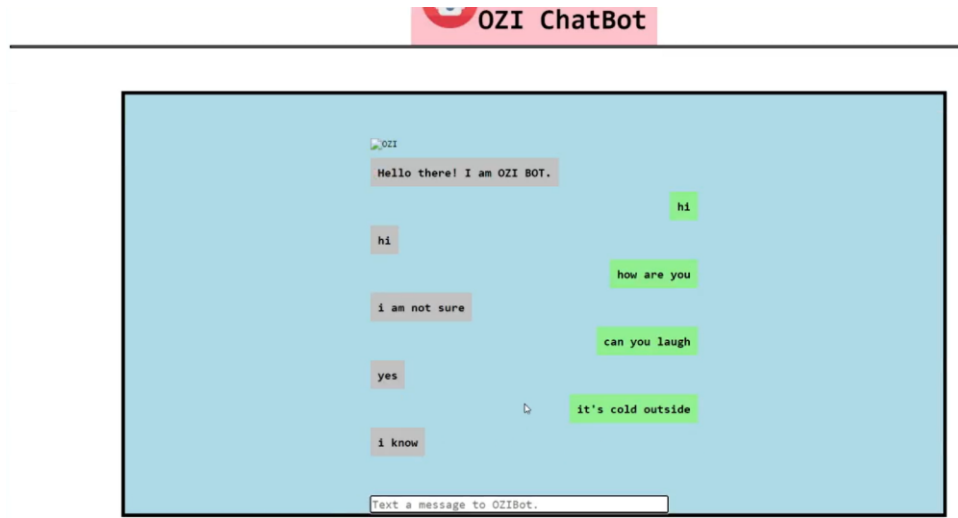 OZI ChatBot
OZI
Hello there! I am OZI BOT.
hi
hi
how are you
i am not sure
can you laugh
yes
it's cold outside
i know
Text a message to OZIBot.